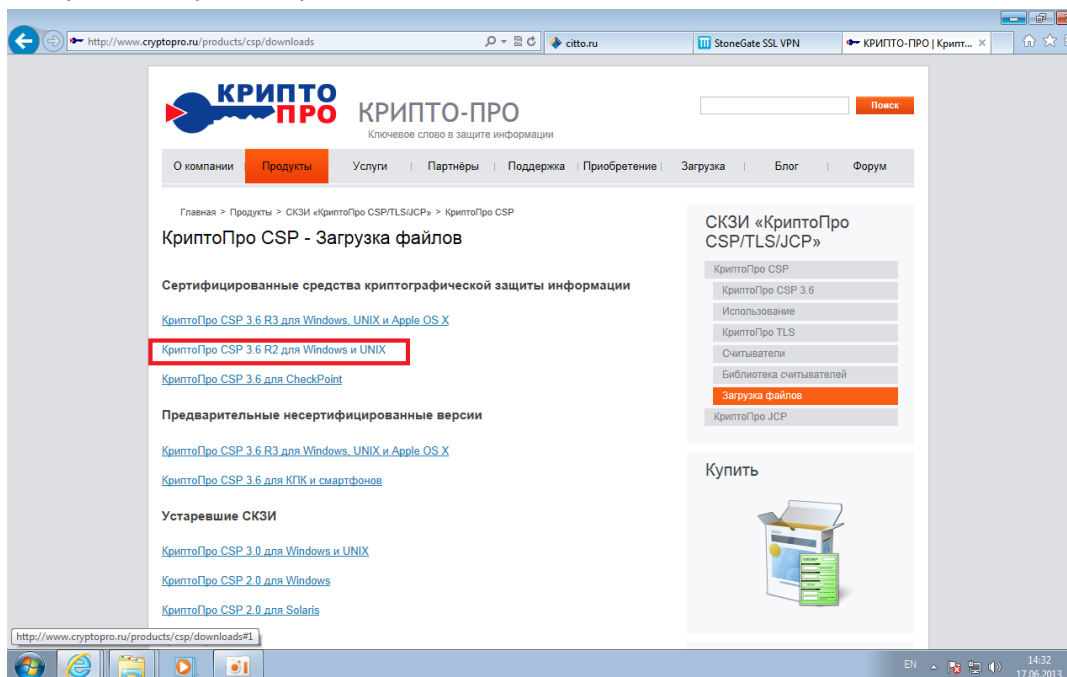 http://www.cryptopro.ru/products/csp/downloads
citto.ru
StoneGate SSL VPN
КРИПТО-ПРО | Крипт...
КРИПТО
ПРО
КРИПТО-ПРО
Ключевое слово в защите информации
Поиск
О компании
Продукты
Услуги
Партнёры
Поддержка
Приобретение
Загрузка
Блог
Форум
Главная > Продукты > СКЗИ «КриптоПро CSP/TLS/JCP» > КриптоПро CSP
КриптоПро CSP - Загрузка файлов
Сертифицированные средства криптографической защиты информации
КриптоПро CSP 3.6 R3 для Windows, UNIX и Apple OS X
КриптоПро CSP 3.6 R2 для Windows и UNIX
КриптоПро CSP 3.6 для CheckPoint
Предварительные несертифицированные версии
КриптоПро CSP 3.6 R3 для Windows, UNIX и Apple OS X
КриптоПро CSP 3.6 для КПК и смартфонов
Устаревшие СКЗИ
КриптоПро CSP 3.0 для Windows и UNIX
КриптоПро CSP 2.0 для Windows
КриптоПро CSP 2.0 для Solaris
СКЗИ «КриптоПро
CSP/TLS/JCP»
КриптоПро CSP
КриптоПро CSP 3.6
Использование
КриптоПро TLS
Считыватели
Библиотека считывателей
Загрузка файлов
КриптоПро JCP
Купить
http://www.cryptopro.ru/products/csp/downloads#1
EN
14:32
17.06.2013